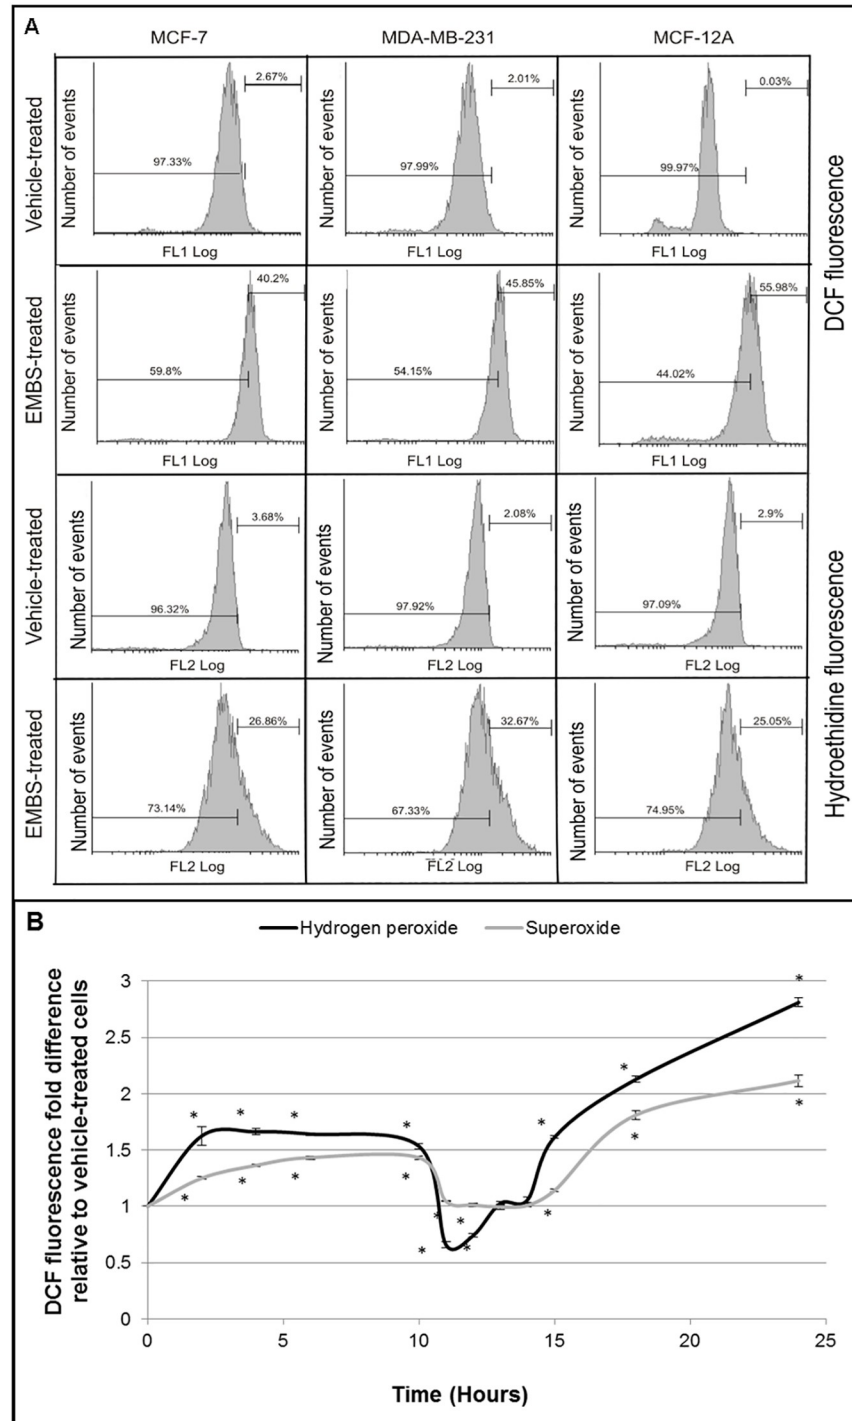 A
MCF-7 MDA-MB-231 MCF-12A
Vehicle-treated
Number of events
2.67%
97.33%
FL1 Log
Number of events
2.01%
97.99%
FL1 Log
Number of events
0.03%
99.97%
FL1 Log
DCF fluorescence
EMBS-treated
Number of events
40.2%
59.8%
FL1 Log
Number of events
45.85%
54.15%
FL1 Log
Number of events
55.98%
44.02%
FL1 Log
Vehicle-treated
Number of events
3.68%
96.32%
FL2 Log
Number of events
2.08%
97.92%
FL2 Log
Number of events
2.9%
97.09%
FL2 Log
Hydroethidine fluorescence
EMBS-treated
Number of events
26.86%
73.14%
FL2 Log
Number of events
32.67%
67.33%
FL2 Log
Number of events
25.05%
74.95%
FL2 Log
B
Hydrogen peroxide Superoxide
DCF fluorescence fold difference
relative to vehicle-treated cells
3
2.5
2
1.5
1
0.5
0
* * * * * * *
* * * * * * * * * * *
0 5 10 15 20 25
Time (Hours)